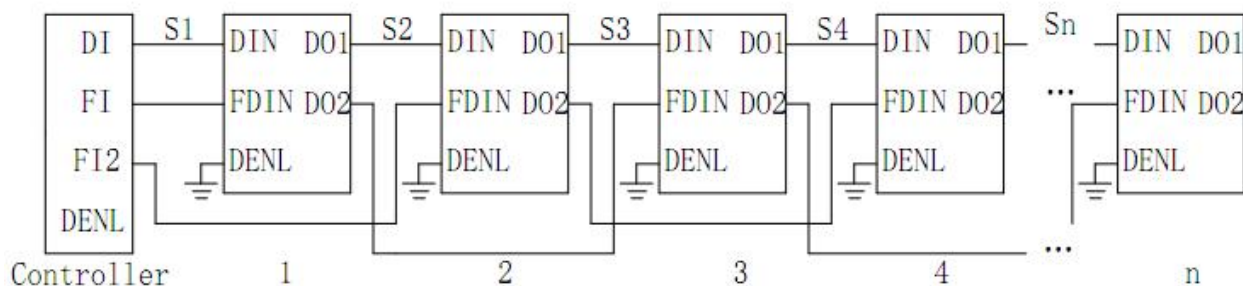 DI S1 DIN DO1 S2 DIN DO1 S3 DIN DO1 S4 DIN DO1 Sn DIN DO1
FI FDIN DO2 FDIN DO2 FDIN DO2 FDIN DO2 ... FDIN DO2
FI2 DENL DENL DENL DENL DENL
DENL ...
Controller 1 2 3 4 n